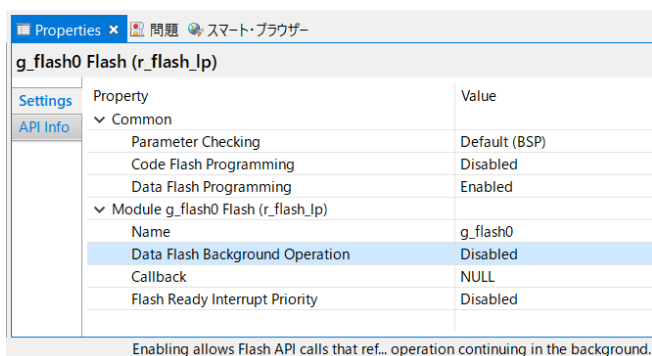 Properties 問題 スマート・ブラウザー
g_flash0 Flash (r_flash_lp)
Settings
API Info
Property Value
Common
Parameter Checking Default (BSP)
Code Flash Programming Disabled
Data Flash Programming Enabled
Module g_flash0 Flash (r_flash_lp)
Name g_flash0
Data Flash Background Operation Disabled
Callback NULL
Flash Ready Interrupt Priority Disabled
Enabling allows Flash API calls that ref... operation continuing in the background.